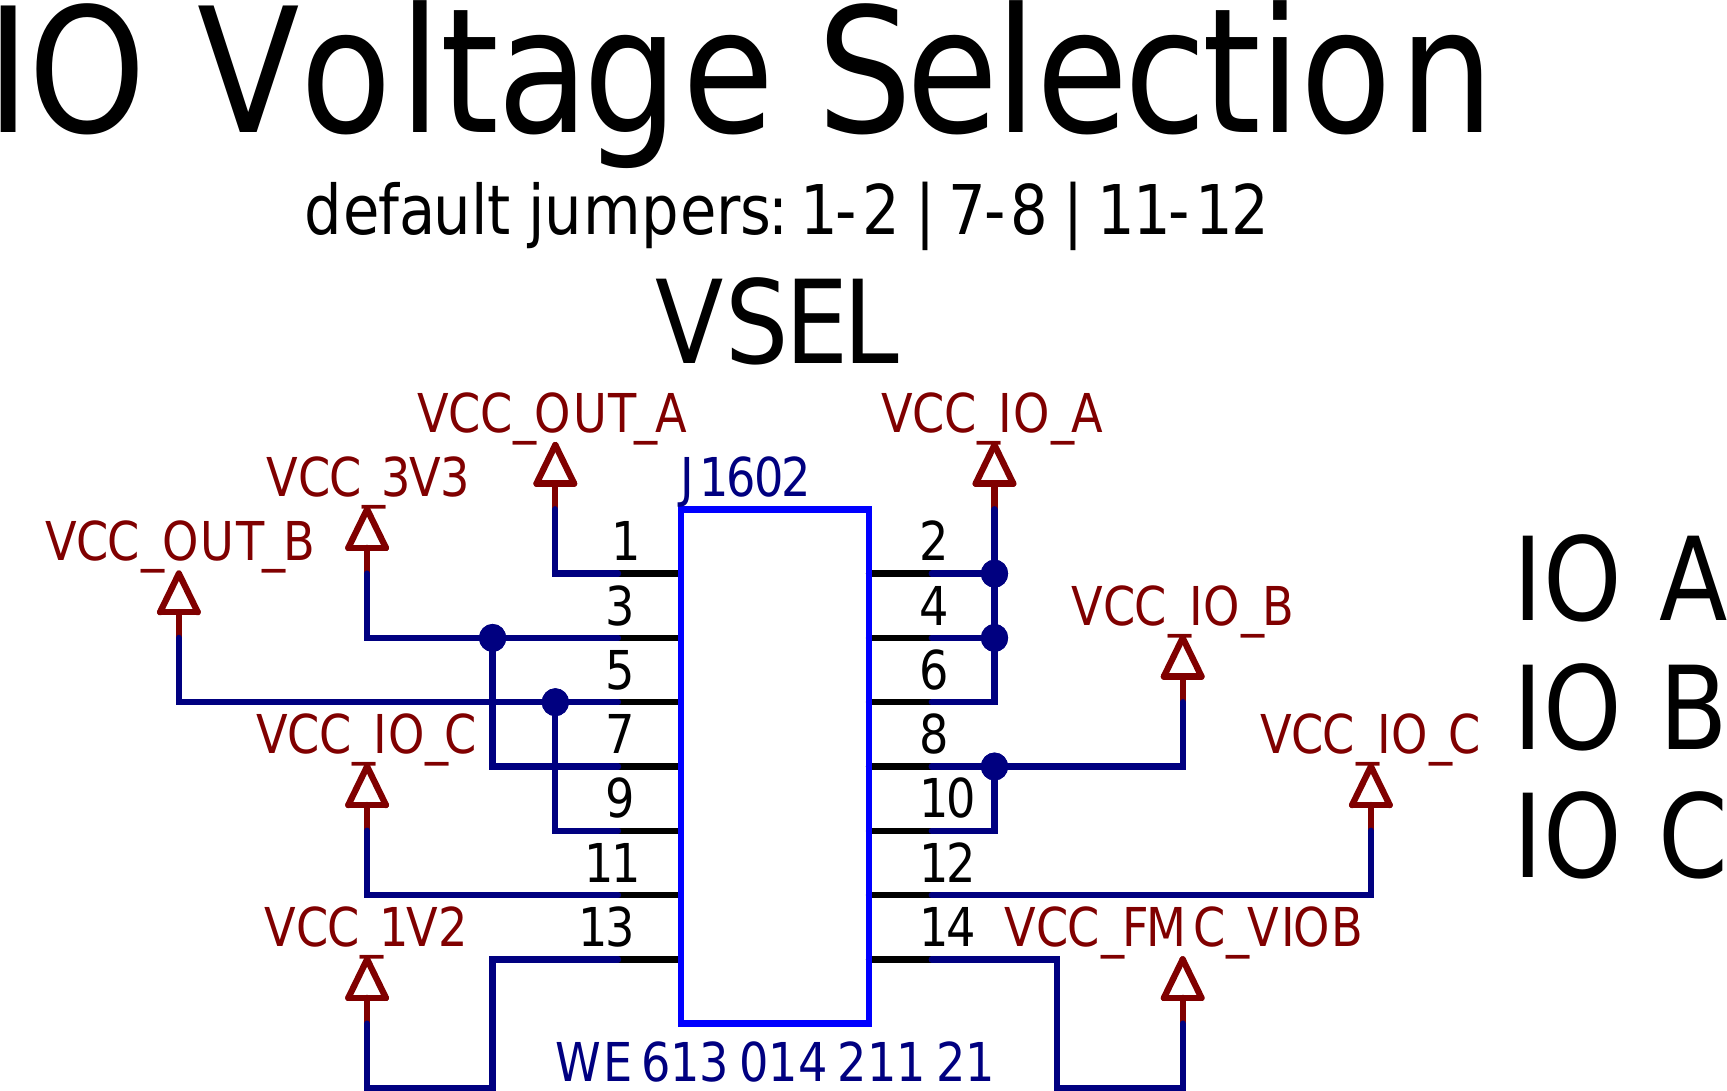 IO Voltage Selection
default jumpers: 1-2 | 7-8 | 11-12
VSEL
VCC_OUT_A
VCC_IO_A
VCC_3V3
J1602
VCC_OUT_B
1
2
IO A
3
4
VCC_IO_B
5
6
IO B
VCC_IO_C
7
8
VCC_IO_C
9
10
IO C
11
12
VCC_1V2
13
14
VCC_FMC_VIOB
WE 613 014 211 21